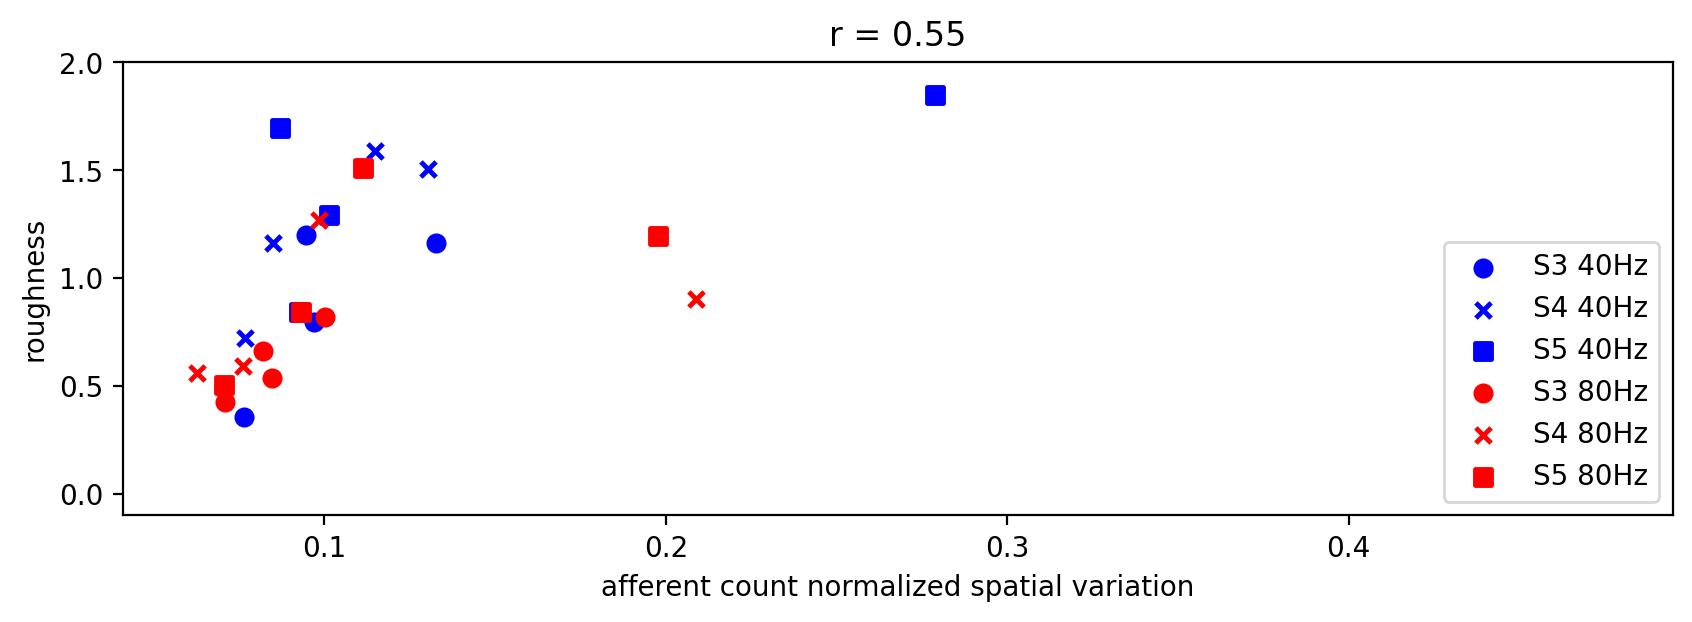 r = 0.55
2.0
1.5
1.0
0.5
0.0
roughness
0.1 0.2 0.3 0.4
afferent count normalized spatial variation
S3 40Hz
S4 40Hz
S5 40Hz
S3 80Hz
S4 80Hz
S5 80Hz